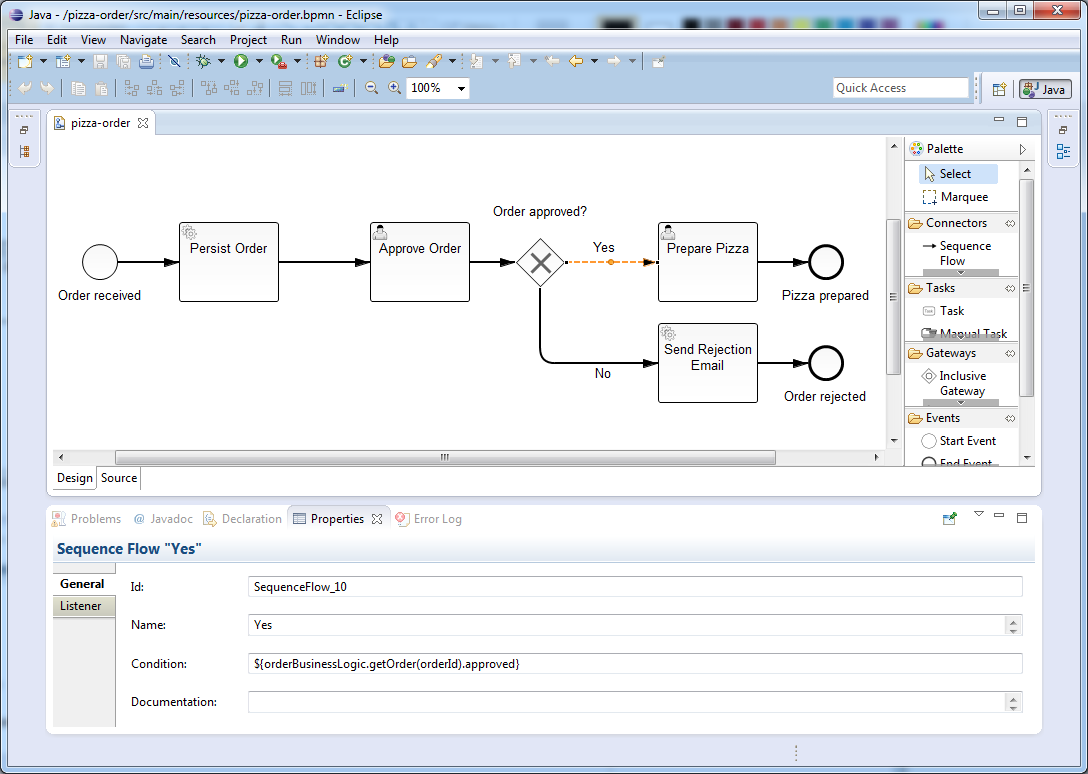 Java - /pizza-order/src/main/resources/pizza-order.bpmn - Eclipse
File Edit View Navigate Search Project Run Window Help
100%
Quick Access
Java
pizza-order
Order approved?
Persist Order
Approve Order
Yes
Prepare Pizza
Order received
Pizza prepared
Send Rejection
Email
No
Order rejected
Palette
Select
Marquee
Connectors
Sequence
Flow
Tasks
Task
Manual Task
Gateways
Inclusive
Gateway
Events
Start Event
End Event
Design Source
Problems @ Javadoc Declaration Properties Error Log
Sequence Flow "Yes"
General
Listener
Id: SequenceFlow_10
Name: Yes
Condition: ${orderBusinessLogic.getOrder(orderId).approved}
Documentation: